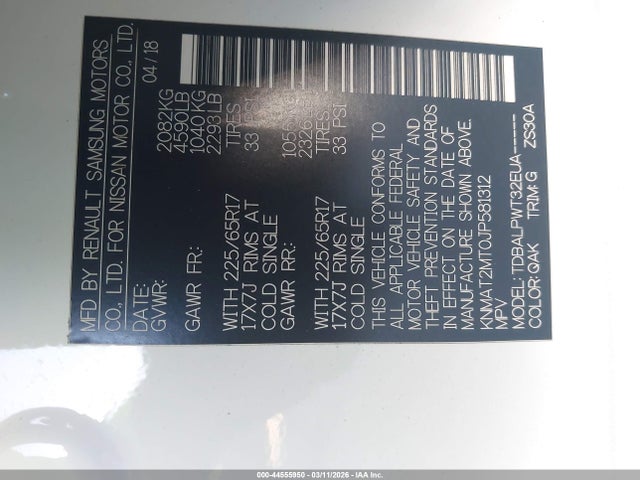 MFD BY RENAULT SAMSUNG MOTORS
CO., LTD. FOR NISSAN MOTOR CO., LTD.
DATE: 04 / 18
GVWR: 2082KG
4590LB
GAWR FR: 1040 KG
2293LB
WITH 225/65R17 TIRES,
17X7J RIMS AT 33 PSI
COLD SINGLE
GAWR RR:
WITH 225/65R17 TIRES,
17X7J RIMS AT 33 PSI
COLD SINGLE
THIS VEHICLE CONFORMS TO
ALL APPLICABLE FEDERAL
MOTOR VEHICLE SAFETY AND
THEFT PREVENTION STANDARDS
IN EFFECT ON THE DATE OF
MANUFACTURE SHOWN ABOVE.
KNMAT2MT0JP581312
MPV
MODEL: TDBALPWT32EUA-----
COLOR: QAK TRIM: G ZS30A
000-44555950 - 03/11/2026 - IAA Inc.